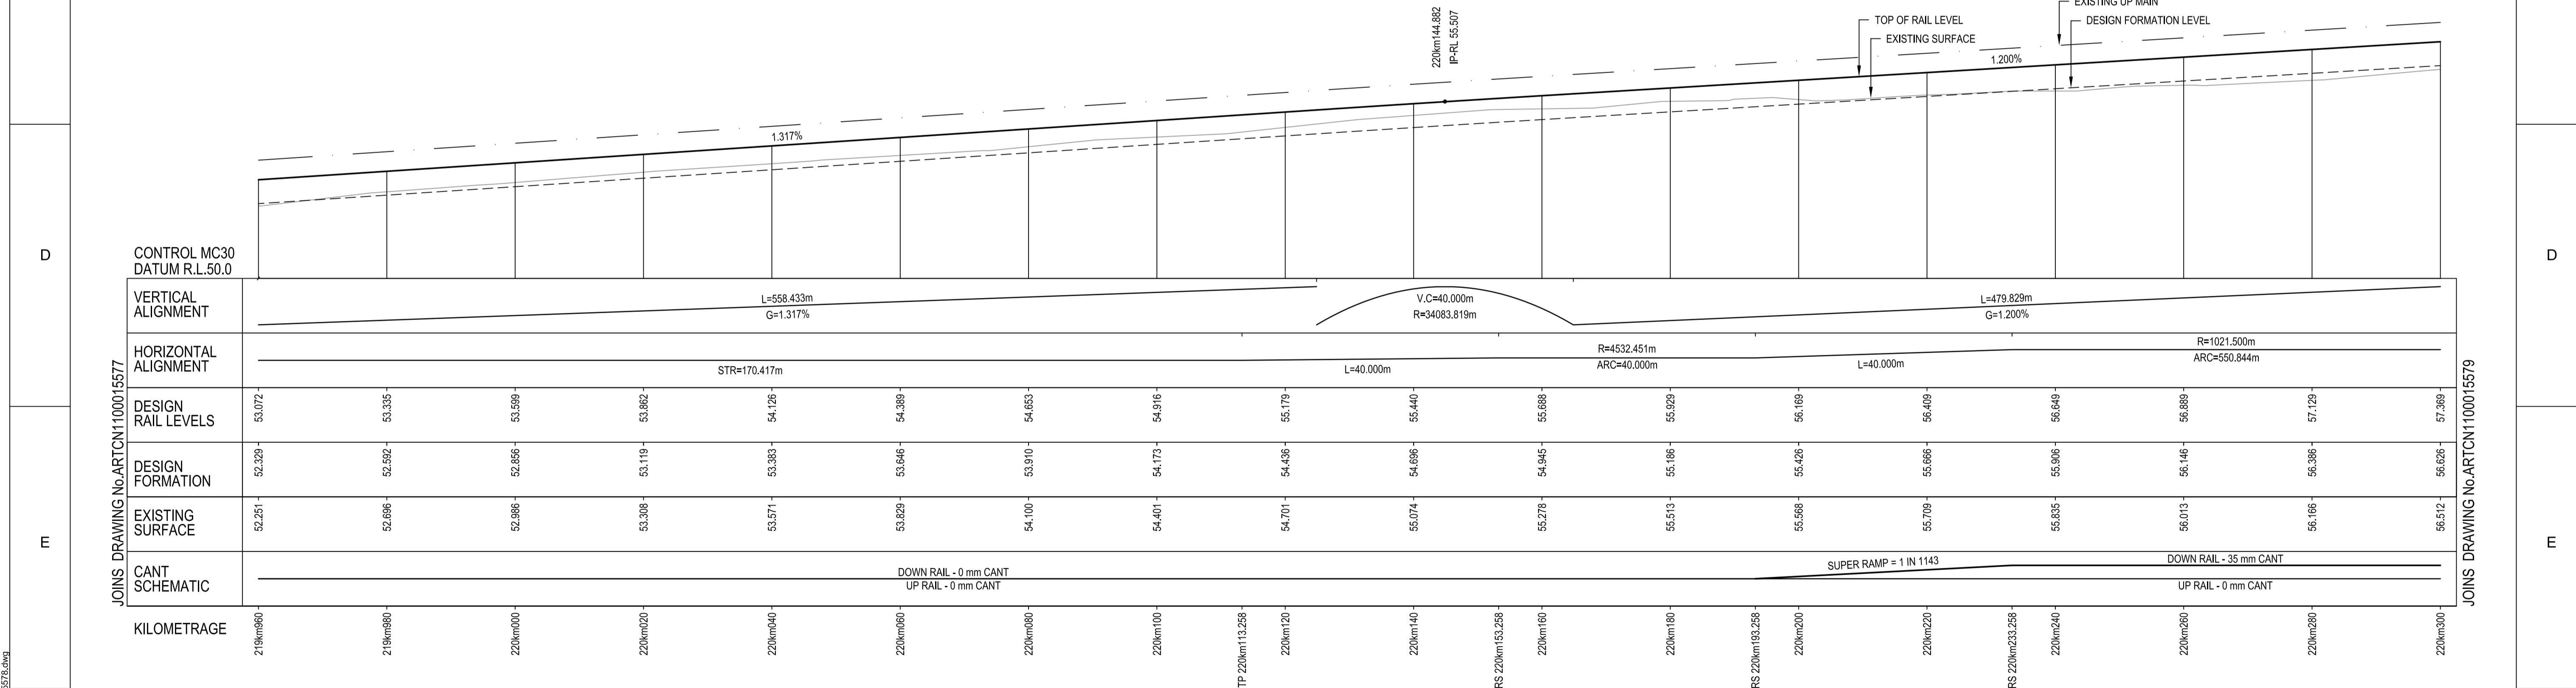 220km144.882
IP-RL 55.507
EXISTING UP MAIN
TOP OF RAIL LEVEL
DESIGN FORMATION LEVEL
EXISTING SURFACE
1.200%
1.317%
D
D
CONTROL MC30
DATUM R.L.50.0
VERTICAL
ALIGNMENT
L=558.433m
G=1.317%
V.C=40.000m
R=34083.819m
L=479.829m
G=1.200%
HORIZONTAL
ALIGNMENT
STR=170.417m
L=40.000m
R=4532.451m
ARC=40.000m
L=40.000m
R=1021.500m
ARC=550.844m
DESIGN
RAIL LEVELS
53.072
53.335
53.599
53.862
54.126
54.389
54.653
54.916
55.179
55.440
55.688
55.929
56.169
56.409
56.649
56.889
57.129
57.369
DESIGN
FORMATION
52.329
52.592
52.856
53.119
53.383
53.646
53.910
54.173
54.436
54.696
54.945
55.186
55.426
55.666
55.906
56.146
56.386
56.626
EXISTING
SURFACE
52.251
52.696
52.986
53.308
53.571
53.829
54.100
54.401
54.701
55.074
55.278
55.513
55.568
55.709
55.835
56.013
56.166
56.512
E
E
CANT
SCHEMATIC
DOWN RAIL - 0 mm CANT
UP RAIL - 0 mm CANT
SUPER RAMP = 1 IN 1143
DOWN RAIL - 35 mm CANT
UP RAIL - 0 mm CANT
KILOMETRAGE
219km960
219km980
220km000
220km020
220km040
220km060
220km080
220km100
TP 220km113.258
220km120
220km140
RS 220km153.258
220km160
220km180
RS 220km193.258
220km200
220km220
RS 220km233.258
220km240
220km260
220km280
220km300
JOINS DRAWING No.ARTCN1100015577
JOINS DRAWING No.ARTCN1100015579
5578.dwg